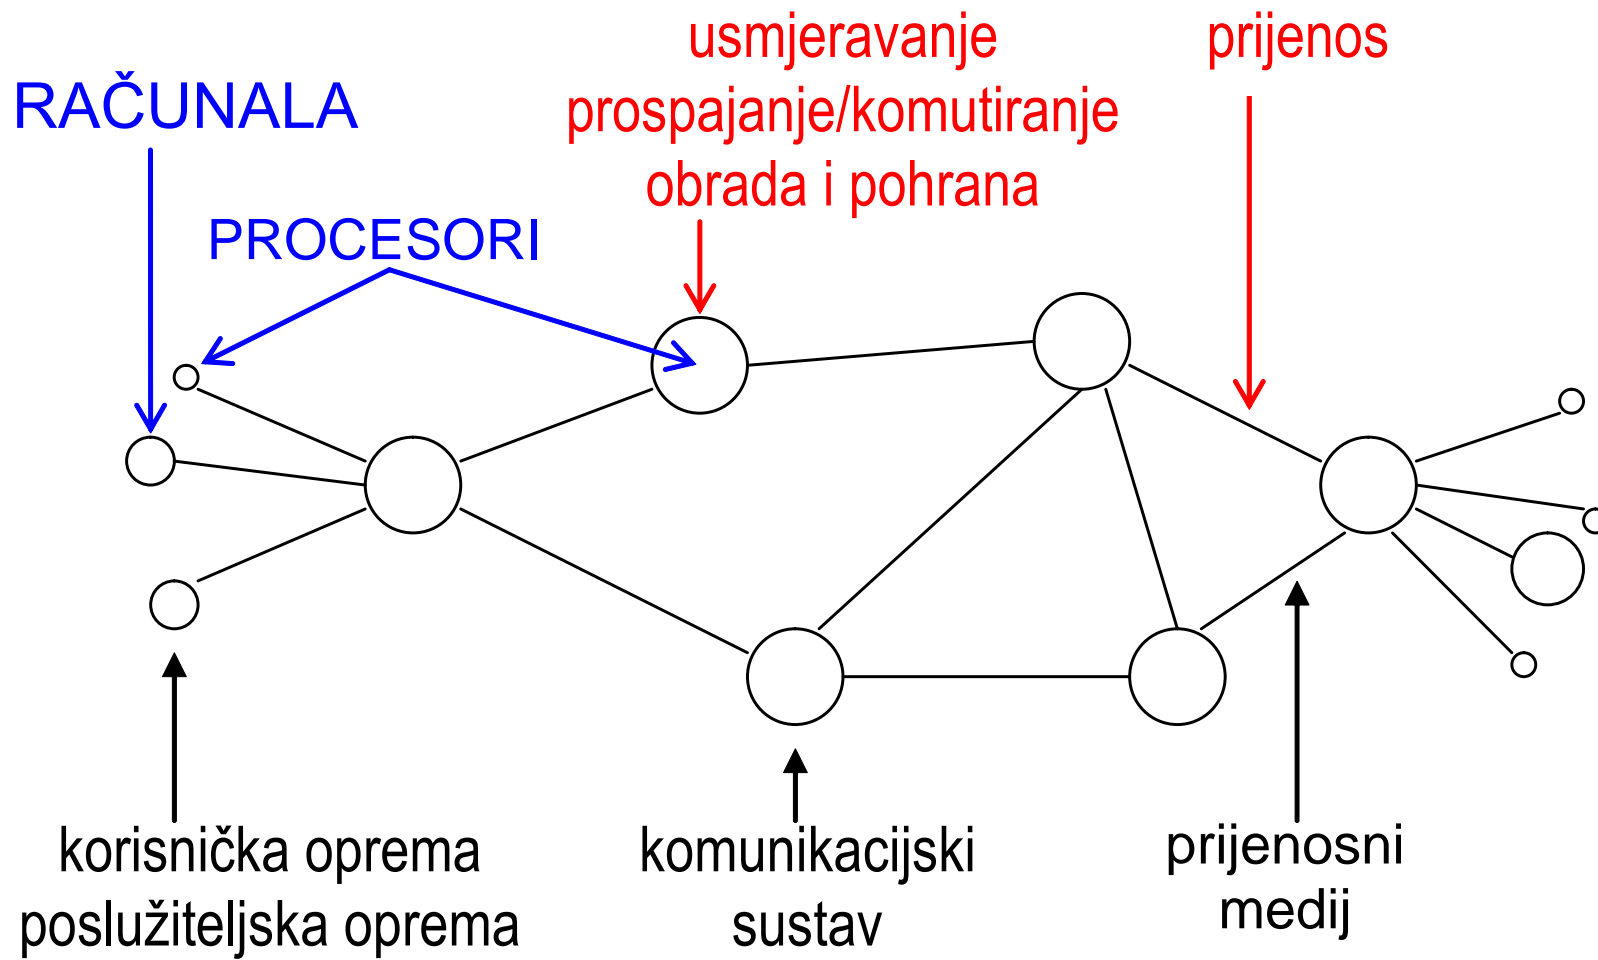 usmjeravanje
prospajanje/komutiranje
obrada i pohrana
prijenos
RAČUNALA
PROCESORI
korisnička oprema
poslužiteljska oprema
komunikacijski
sustav
prijenosni
medij